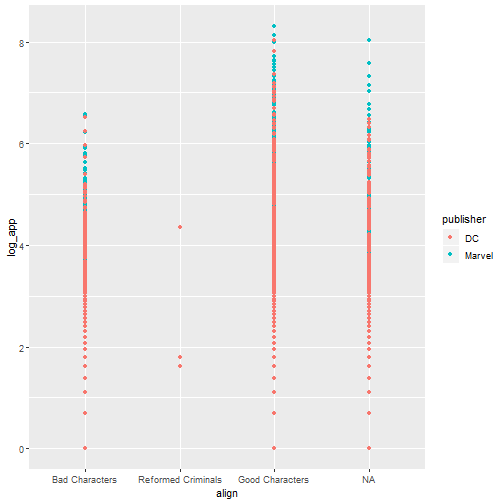 8
6
4
2
0
log_app
Bad Characters Reformed Criminals Good Characters NA
align
publisher
DC
Marvel